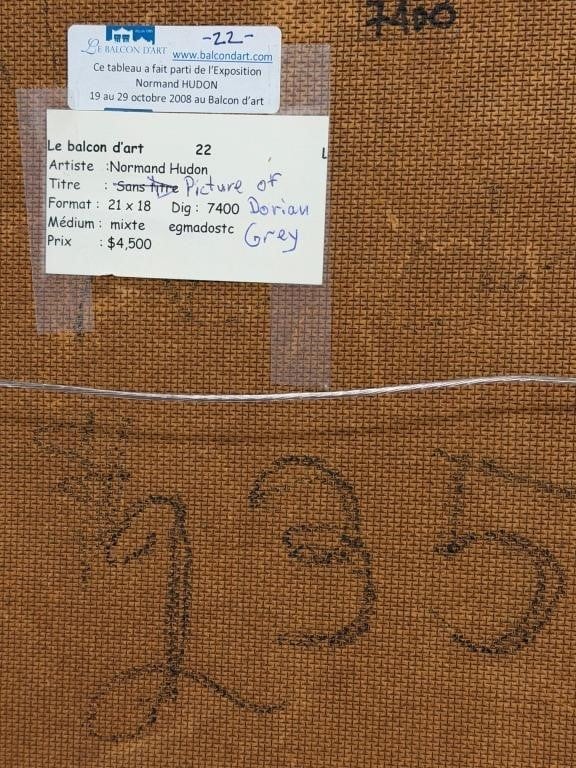 7400
-22-
LE BALCON D'ART
www.balcondart.com
Ce tableau a fait parti de l'Exposition
Normand HUDON
19 au 29 octobre 2008 au Balcon d'art
Le balcon d'art 22 L
Artiste :Normand Hudon
Titre : "Sans titre Picture of
Format : 21 x 18 Dig : 7400 Dorian
Médium : mixte egmadostc Grey
Prix : $4,500
235